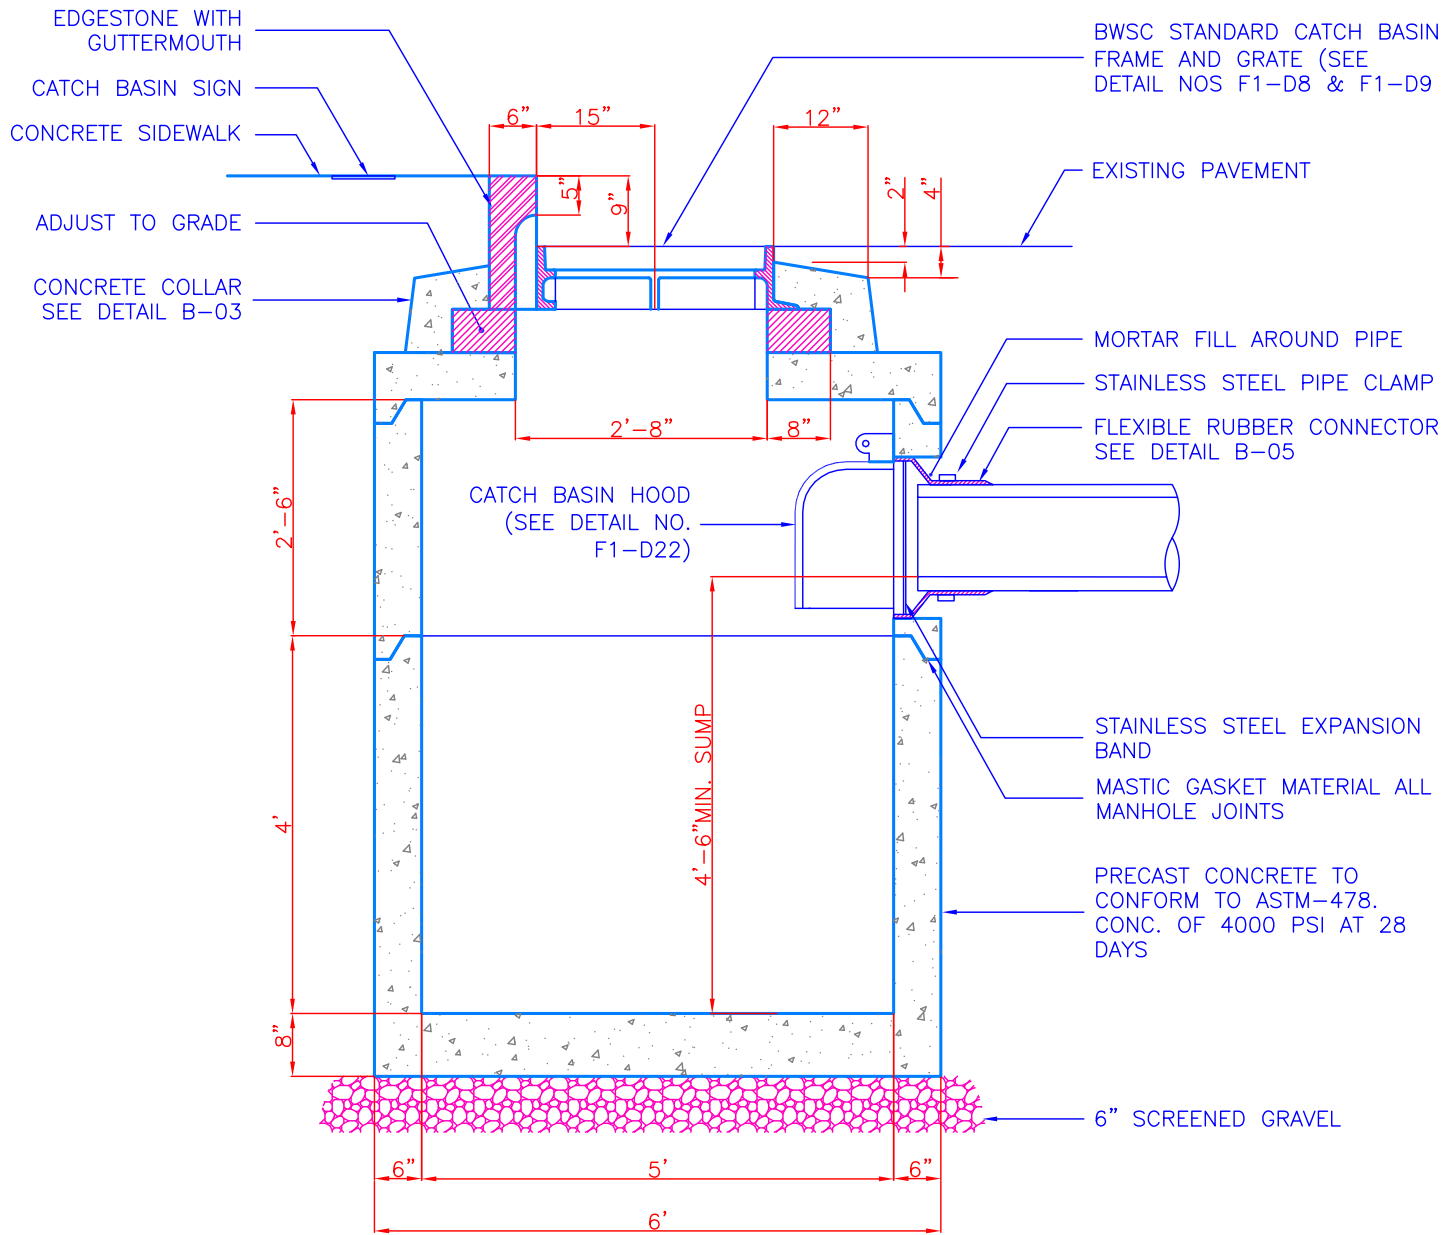 EDGESTONE WITH
GUTTERMOUTH
CATCH BASIN SIGN
CONCRETE SIDEWALK
ADJUST TO GRADE
CONCRETE COLLAR
SEE DETAIL B-03
6"
15"
12"
5"
9"
2"
4"
BWSC STANDARD CATCH BASIN
FRAME AND GRATE (SEE
DETAIL NOS F1-D8 & F1-D9
EXISTING PAVEMENT
MORTAR FILL AROUND PIPE
STAINLESS STEEL PIPE CLAMP
FLEXIBLE RUBBER CONNECTOR
SEE DETAIL B-05
2'-8"
8"
CATCH BASIN HOOD
(SEE DETAIL NO.
F1-D22)
2'-6"
4'
8"
4'-6"MIN. SUMP
STAINLESS STEEL EXPANSION
BAND
MASTIC GASKET MATERIAL ALL
MANHOLE JOINTS
PRECAST CONCRETE TO
CONFORM TO ASTM-478.
CONC. OF 4000 PSI AT 28
DAYS
6" SCREENED GRAVEL
6"
5'
6"
6'